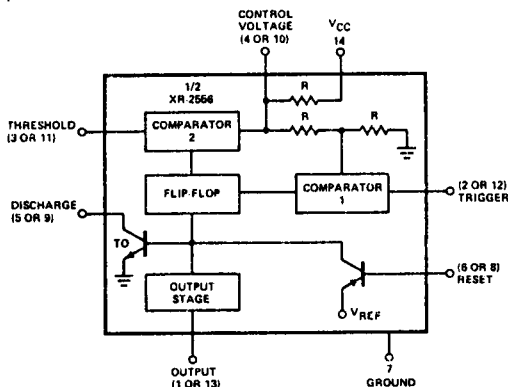 CONTROL
VOLTAGE
(4 OR 10)
VCC
14
1/2
XR-2556
R
THRESHOLD
(3 OR 11)
COMPARATOR
2
R
R
DISCHARGE
(5 OR 9)
FLIP-FLOP
COMPARATOR
1
(2 OR 12)
TRIGGER
TO
OUTPUT
STAGE
(6 OR 8)
RESET
VREF
OUTPUT
(1 OR 13)
7
GROUND